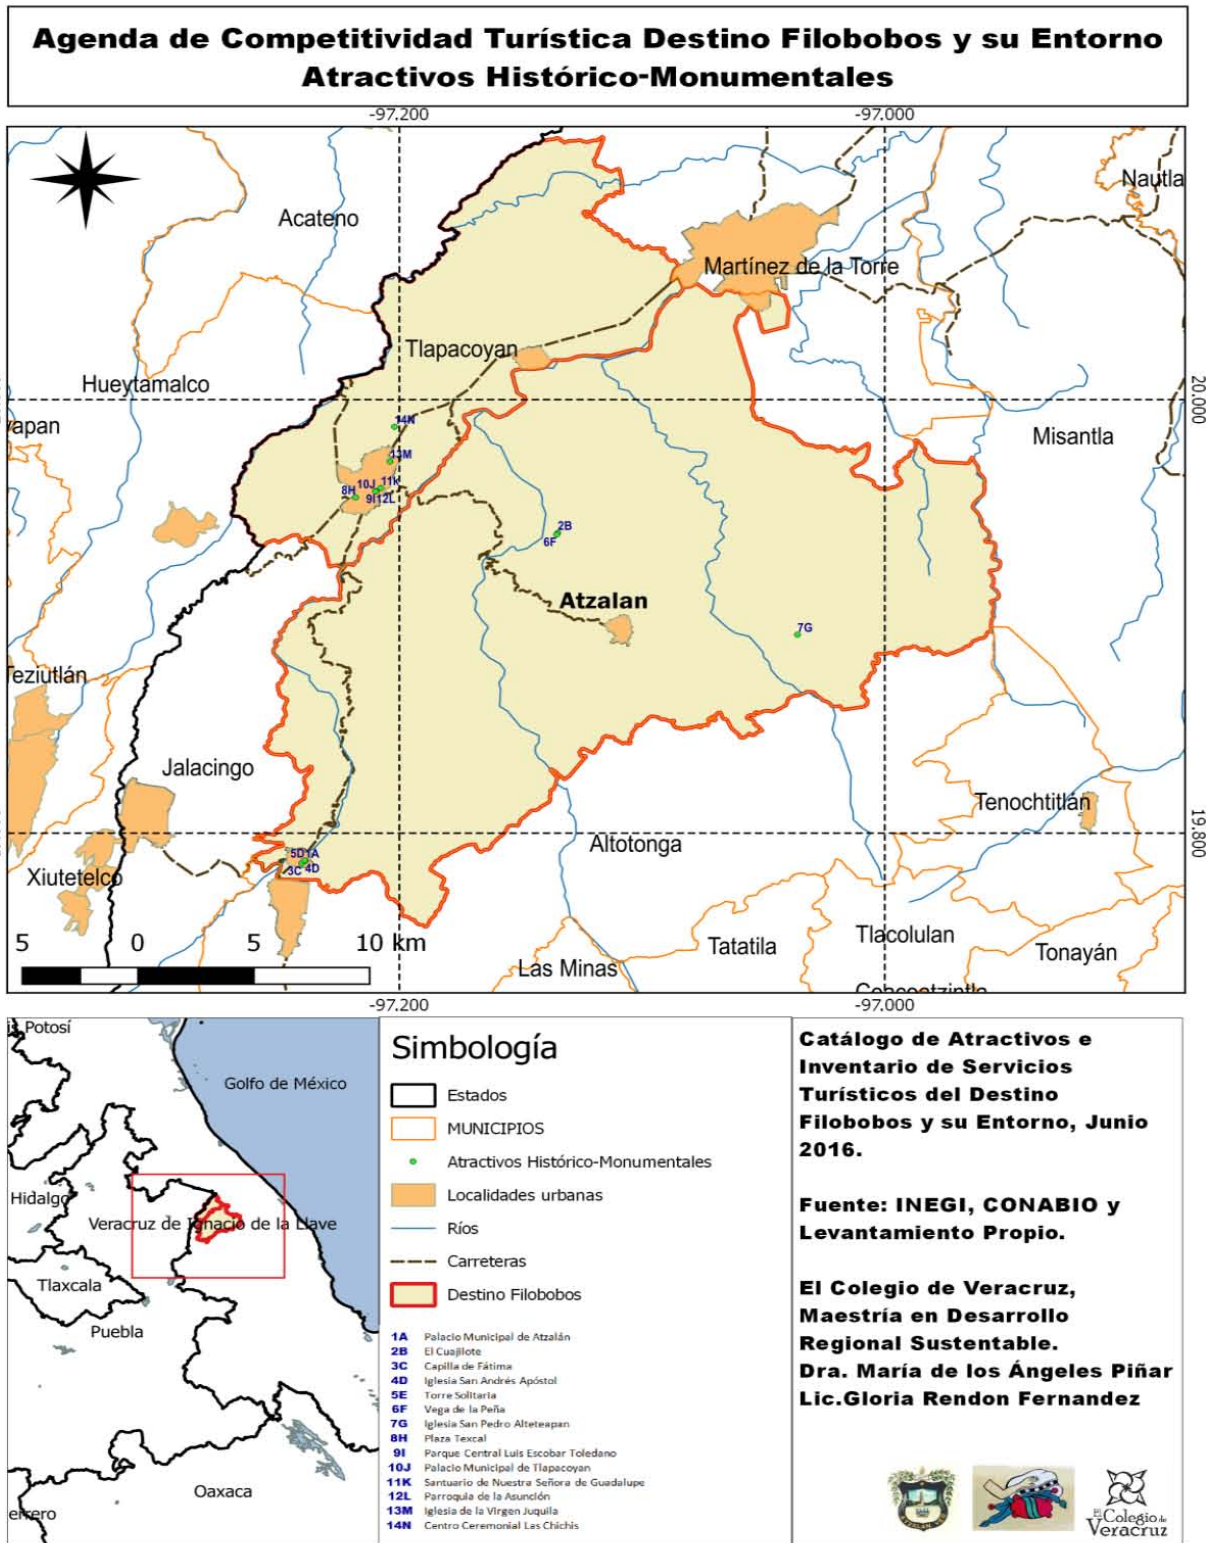 Agenda de Competitividad Turística Destino Filobobos y su Entorno
Atractivos Histórico-Monumentales
-97.200
-97.000
Nautla
Acateno
Martínez de la Torre
Tlapacoyan
Hueytamalco
20.000
yapan
Misantla
14N
13M
10J
11k
8H
9I
12L
2B
6F
Atzalan
7G
Teziutlán
Jalacingo
Tenochtitlán
19.800
Altotonga
5D
1A
3C
4D
Xiutetelco
Tlacolulan
Tatatila
Tonayán
Las Minas
5 0 5 10 km
-97.200
-97.000
Potosí
Golfo de México
Hidalgo
Veracruz de Ignacio de la Llave
Tlaxcala
Puebla
Oaxaca
errero
Simbología
Estados
MUNICIPIOS
Atractivos Histórico-Monumentales
Localidades urbanas
Ríos
Carreteras
Destino Filobobos
1A Palacio Municipal de Atzalán
2B El Cuajilote
3C Capilla de Fátima
4D Iglesia San Andrés Apóstol
5E Torre Solitaria
6F Vega de la Peña
7G Iglesia San Pedro Alteteapan
8H Plaza Texcal
9I Parque Central Luis Escobar Toledano
10J Palacio Municipal de Tlapacoyan
11K Santuario de Nuestra Señora de Guadalupe
12L Parroquia de la Asunción
13M Iglesia de la Virgen Juquila
14N Centro Ceremonial Las Chichis
Catálogo de Atractivos e
Inventario de Servicios
Turísticos del Destino
Filobobos y su Entorno, Junio
2016.
Fuente: INEGI, CONABIO y
Levantamiento Propio.
El Colegio de Veracruz,
Maestría en Desarrollo
Regional Sustentable.
Dra. María de los Ángeles Piñar
Lic.Gloria Rendon Fernandez
El Colegio de
Veracruz